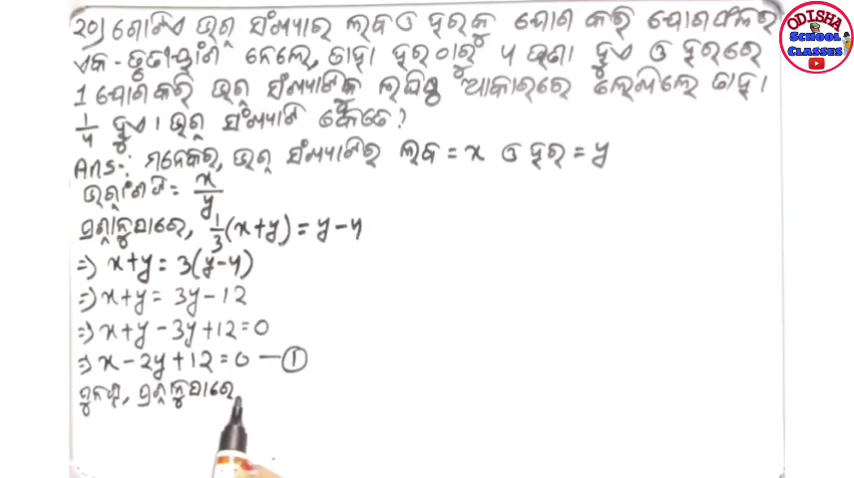 ୨୦) ଗୋଟିଏ ଭଗ୍ନ ସଂଖ୍ୟାର ଲବ ଓ ହରକୁ ଯୋଗ କରି ଯୋଗଫଳର
ଏକ-ତୃତୀୟାଂଶ ନେଲେ, ତାହା ହରଠାରୁ 4 ଊଣା ହୁଏ ଓ ହରରେ
1 ଯୋଗକରି ଭଗ୍ନ ସଂଖ୍ୟାଟିକୁ ଲଘିଷ୍ଠ ଆକାରରେ ଲେଖିଲେ ତାହା
1/4 ହୁଏ । ଭଗ୍ନ ସଂଖ୍ୟାଟି କେତେ?
Ans:- ମନେକର, ଭଗ୍ନ ସଂଖ୍ୟାଟିର ଲବ = x ଓ ହର = y
ଭଗ୍ନାଂଶଟି = x/y
ପ୍ରଶ୍ନାନୁସାରେ, 1/3(x+y) = y-4
=> x+y = 3(y-4)
=> x+y = 3y-12
=> x+y-3y+12=0
=> x-2y+12=0 —①
ପୁନଶ୍ଚ, ପ୍ରଶ୍ନାନୁସାରେ
ODISHA
School
CLASSES